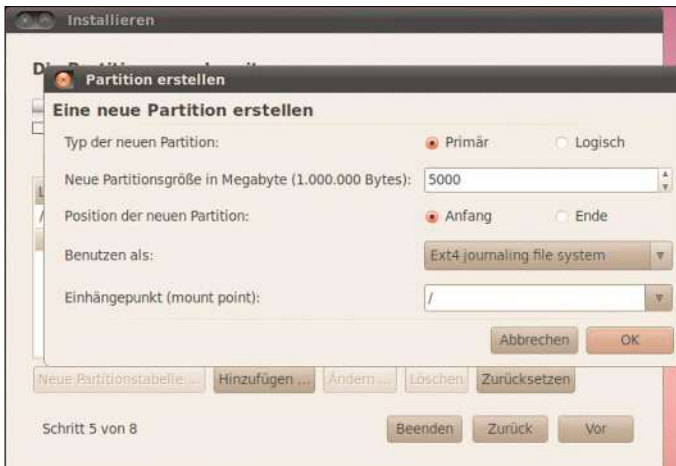 Installieren
Partition erstellen
Eine neue Partition erstellen
Typ der neuen Partition: Primär Logisch
Neue Partitionsgröße in Megabyte (1.000.000 Bytes): 5000
Position der neuen Partition: Anfang Ende
Benutzen als: Ext4 journaling file system
Einhängepunkt (mount point): /
Abbrechen OK
Neue Partitionstabelle ... Hinzufügen ... Ändern ... Löschen Zurücksetzen
Schritt 5 von 8 Beenden Zurück Vor